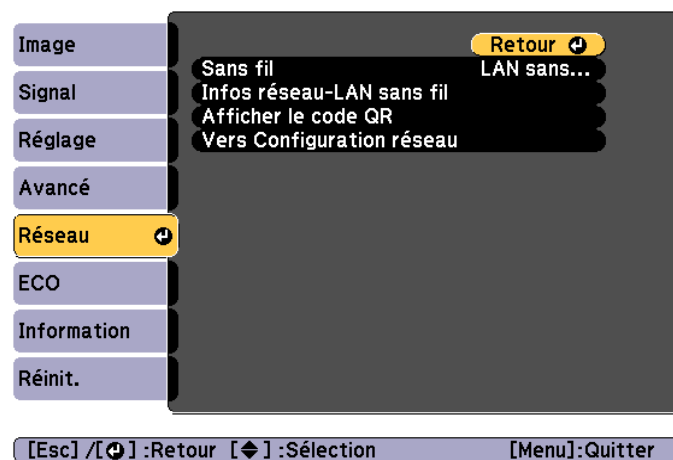 Image
Signal
Réglage
Avancé
Réseau
ECO
Information
Réinit.
Retour
Sans fil LAN sans...
Infos réseau-LAN sans fil
Afficher le code QR
Vers Configuration réseau
[Esc] /[ ] :Retour [ ] :Sélection [Menu]:Quitter